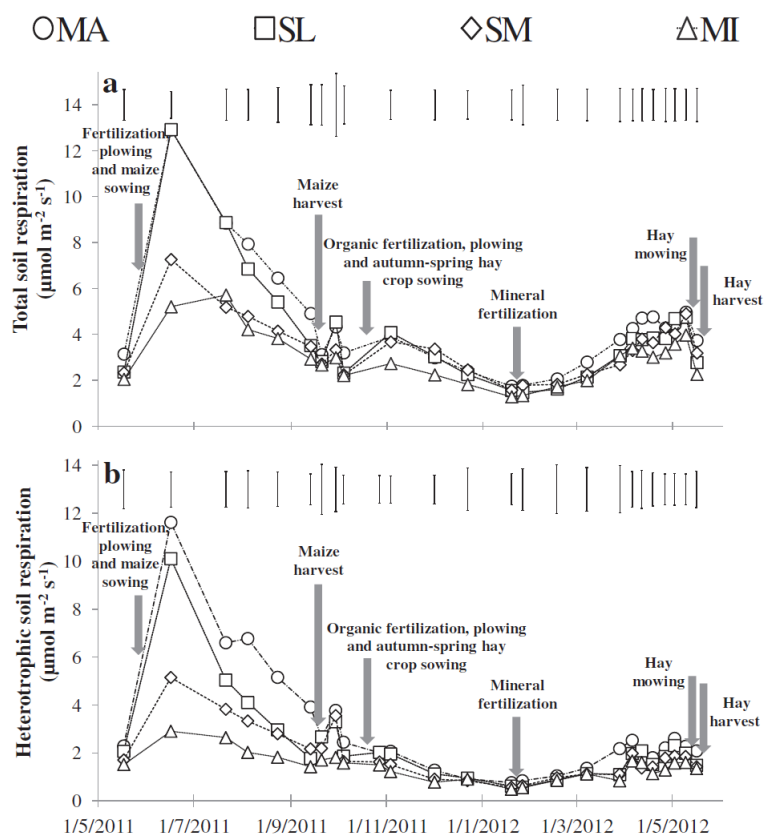 MA SL SM MI
a
14
12
10
8
6
4
2
0
Total soil respiration
(µmol m⁻² s⁻¹)
Fertilization,
plowing
and maize
sowing
Maize
harvest
Organic fertilization, plowing
and autumn-spring hay
crop sowing
Mineral
fertilization
Hay
mowing
Hay
harvest
b
14
12
10
8
6
4
2
0
Heterotrophic soil respiration
(µmol m⁻² s⁻¹)
Fertilization,
plowing
and maize
sowing
Maize
harvest
Organic fertilization, plowing
and autumn-spring hay
crop sowing
Mineral
fertilization
Hay
mowing
Hay
harvest
1/5/2011 1/7/2011 1/9/2011 1/11/2011 1/1/2012 1/3/2012 1/5/2012